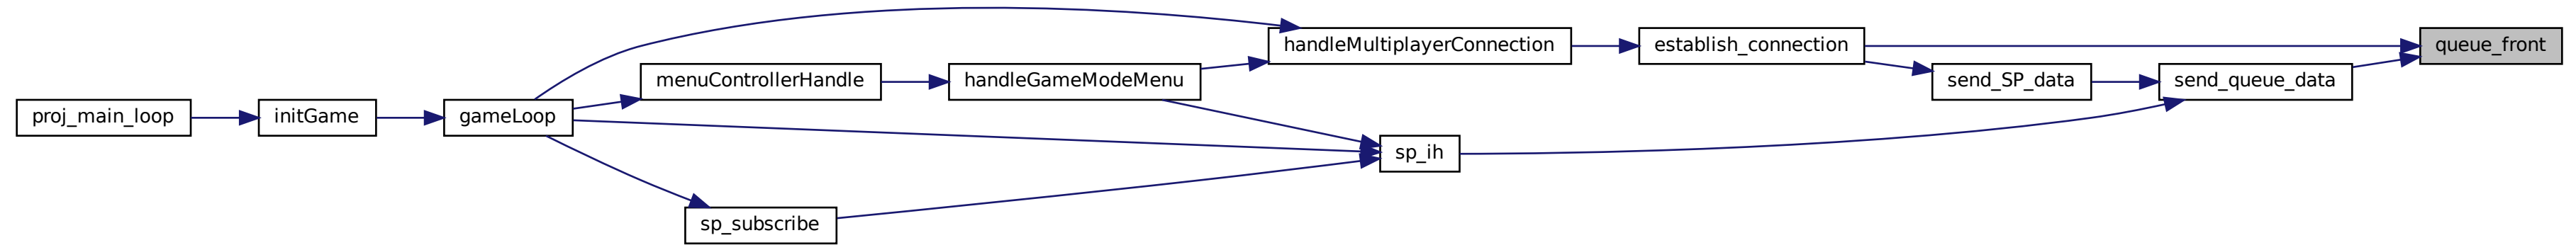 proj_main_loop
initGame
gameLoop
menuControllerHandle
sp_subscribe
handleGameModeMenu
handleMultiplayerConnection
sp_ih
establish_connection
send_SP_data
send_queue_data
queue_front